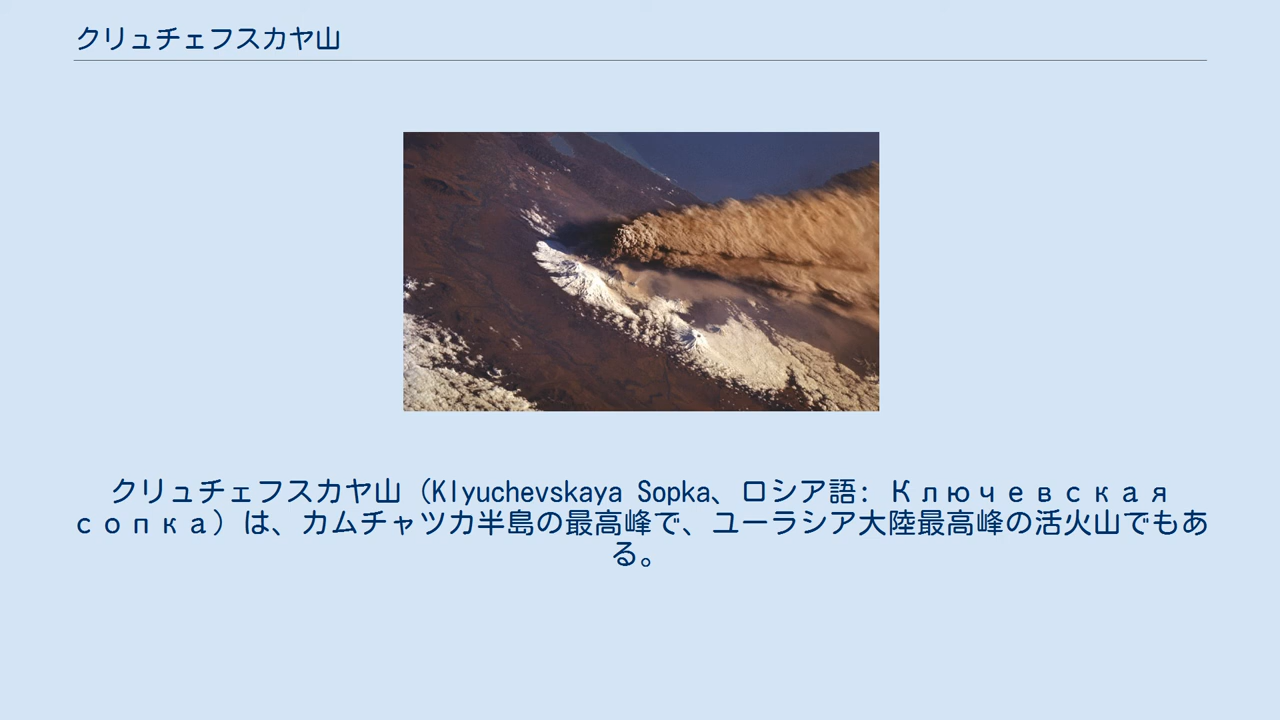 クリュチェフスカヤ山
クリュチェフスカヤ山（Klyuchevskaya Sopka、ロシア語: Ключевская
сопка）は、カムチャツカ半島の最高峰で、ユーラシア大陸最高峰の活火山でもあ
る。